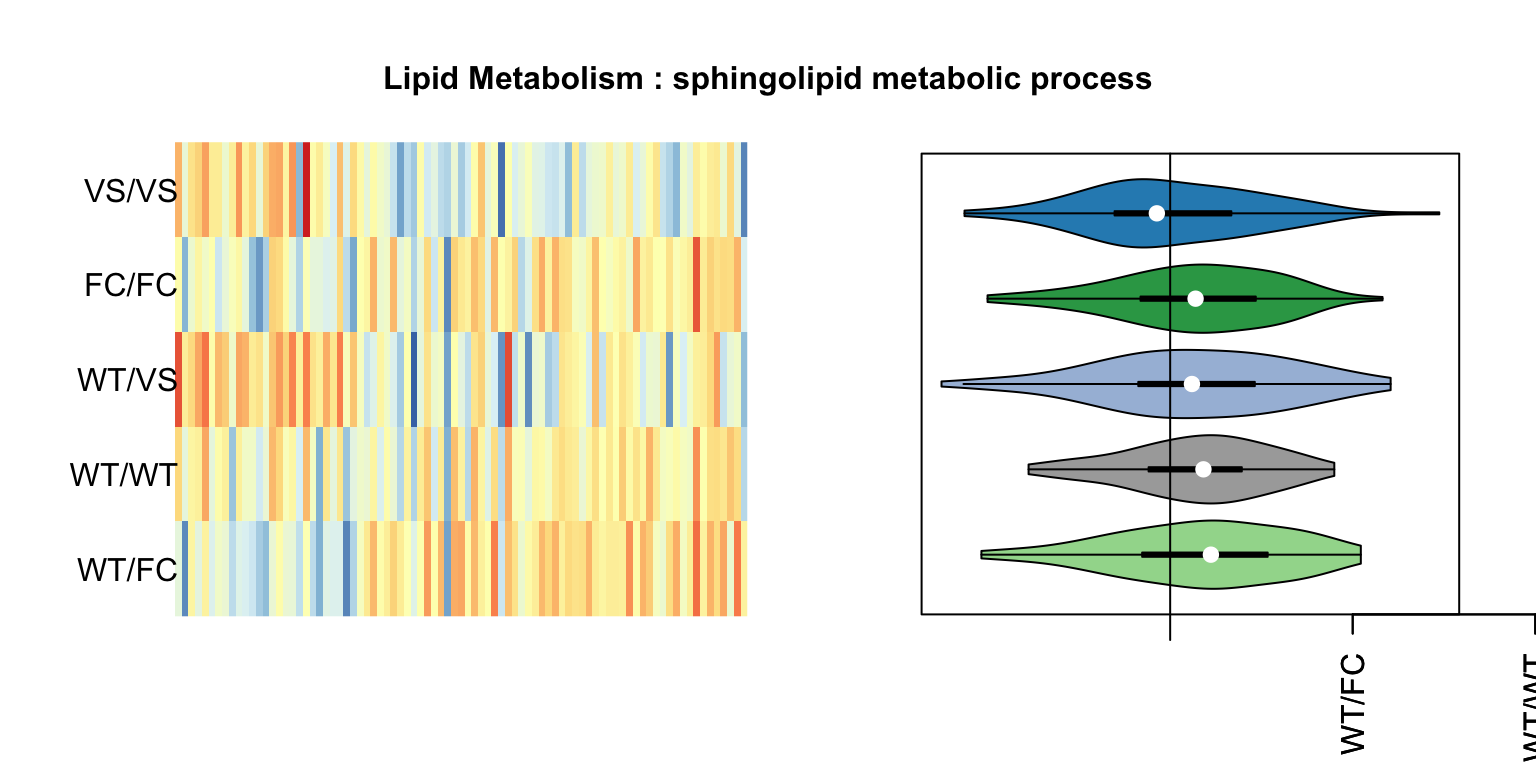 Lipid Metabolism : sphingolipid metabolic process
VS/VS
FC/FC
WT/VS
WT/WT
WT/FC
WT/FC
WT/WT